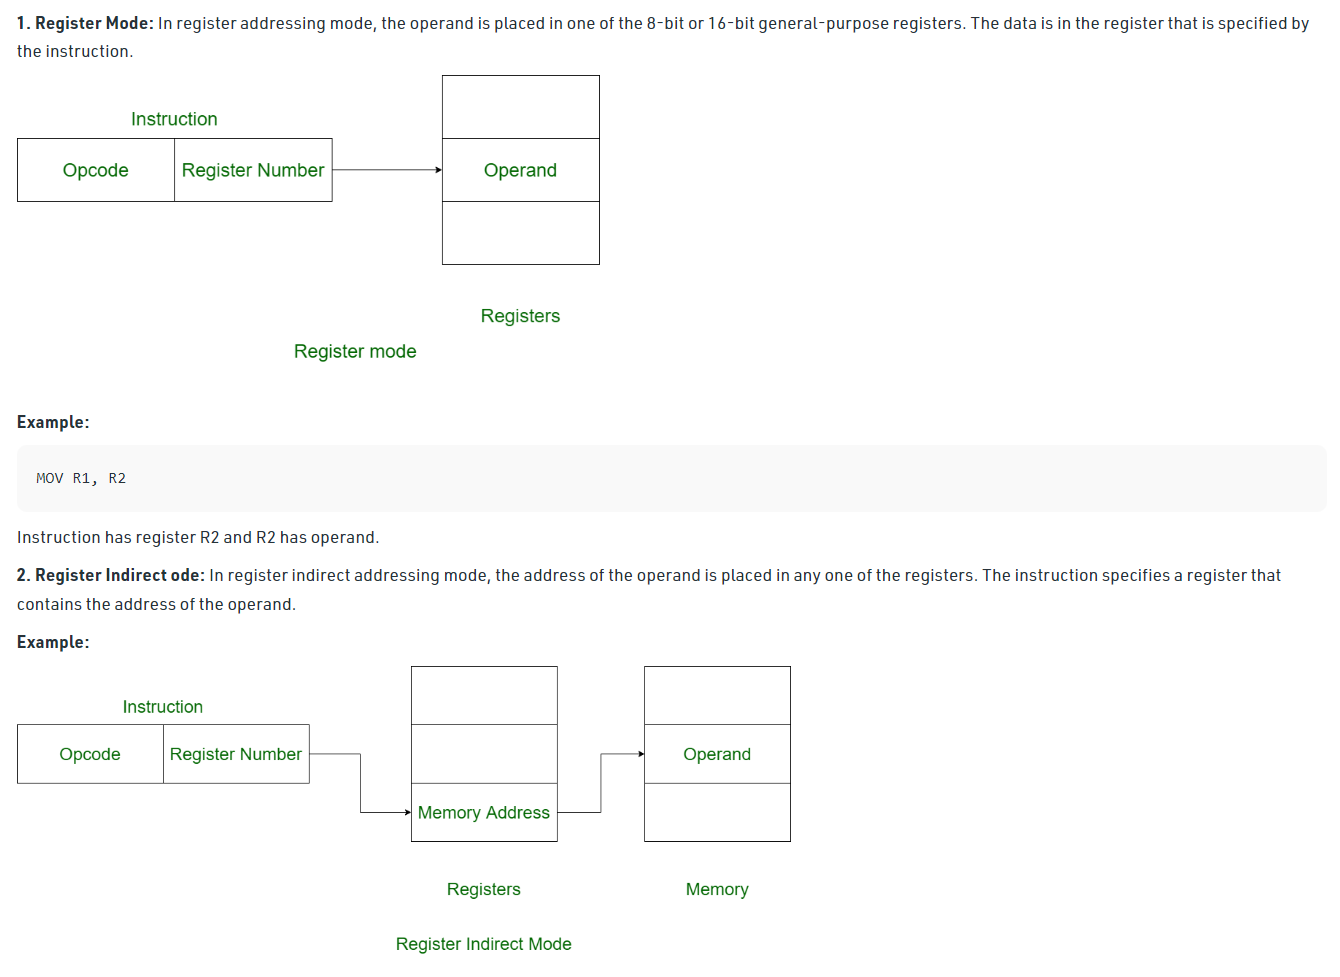 1. Register Mode: In register addressing mode, the operand is placed in one of the 8-bit or 16-bit general-purpose registers. The data is in the register that is specified by
the instruction.
Instruction
Opcode
Register Number
Operand
Registers
Register mode
Example:
MOV R1, R2
Instruction has register R2 and R2 has operand.
2. Register Indirect ode: In register indirect addressing mode, the address of the operand is placed in any one of the registers. The instruction specifies a register that
contains the address of the operand.
Example:
Instruction
Opcode
Register Number
Operand
Memory Address
Registers
Memory
Register Indirect Mode